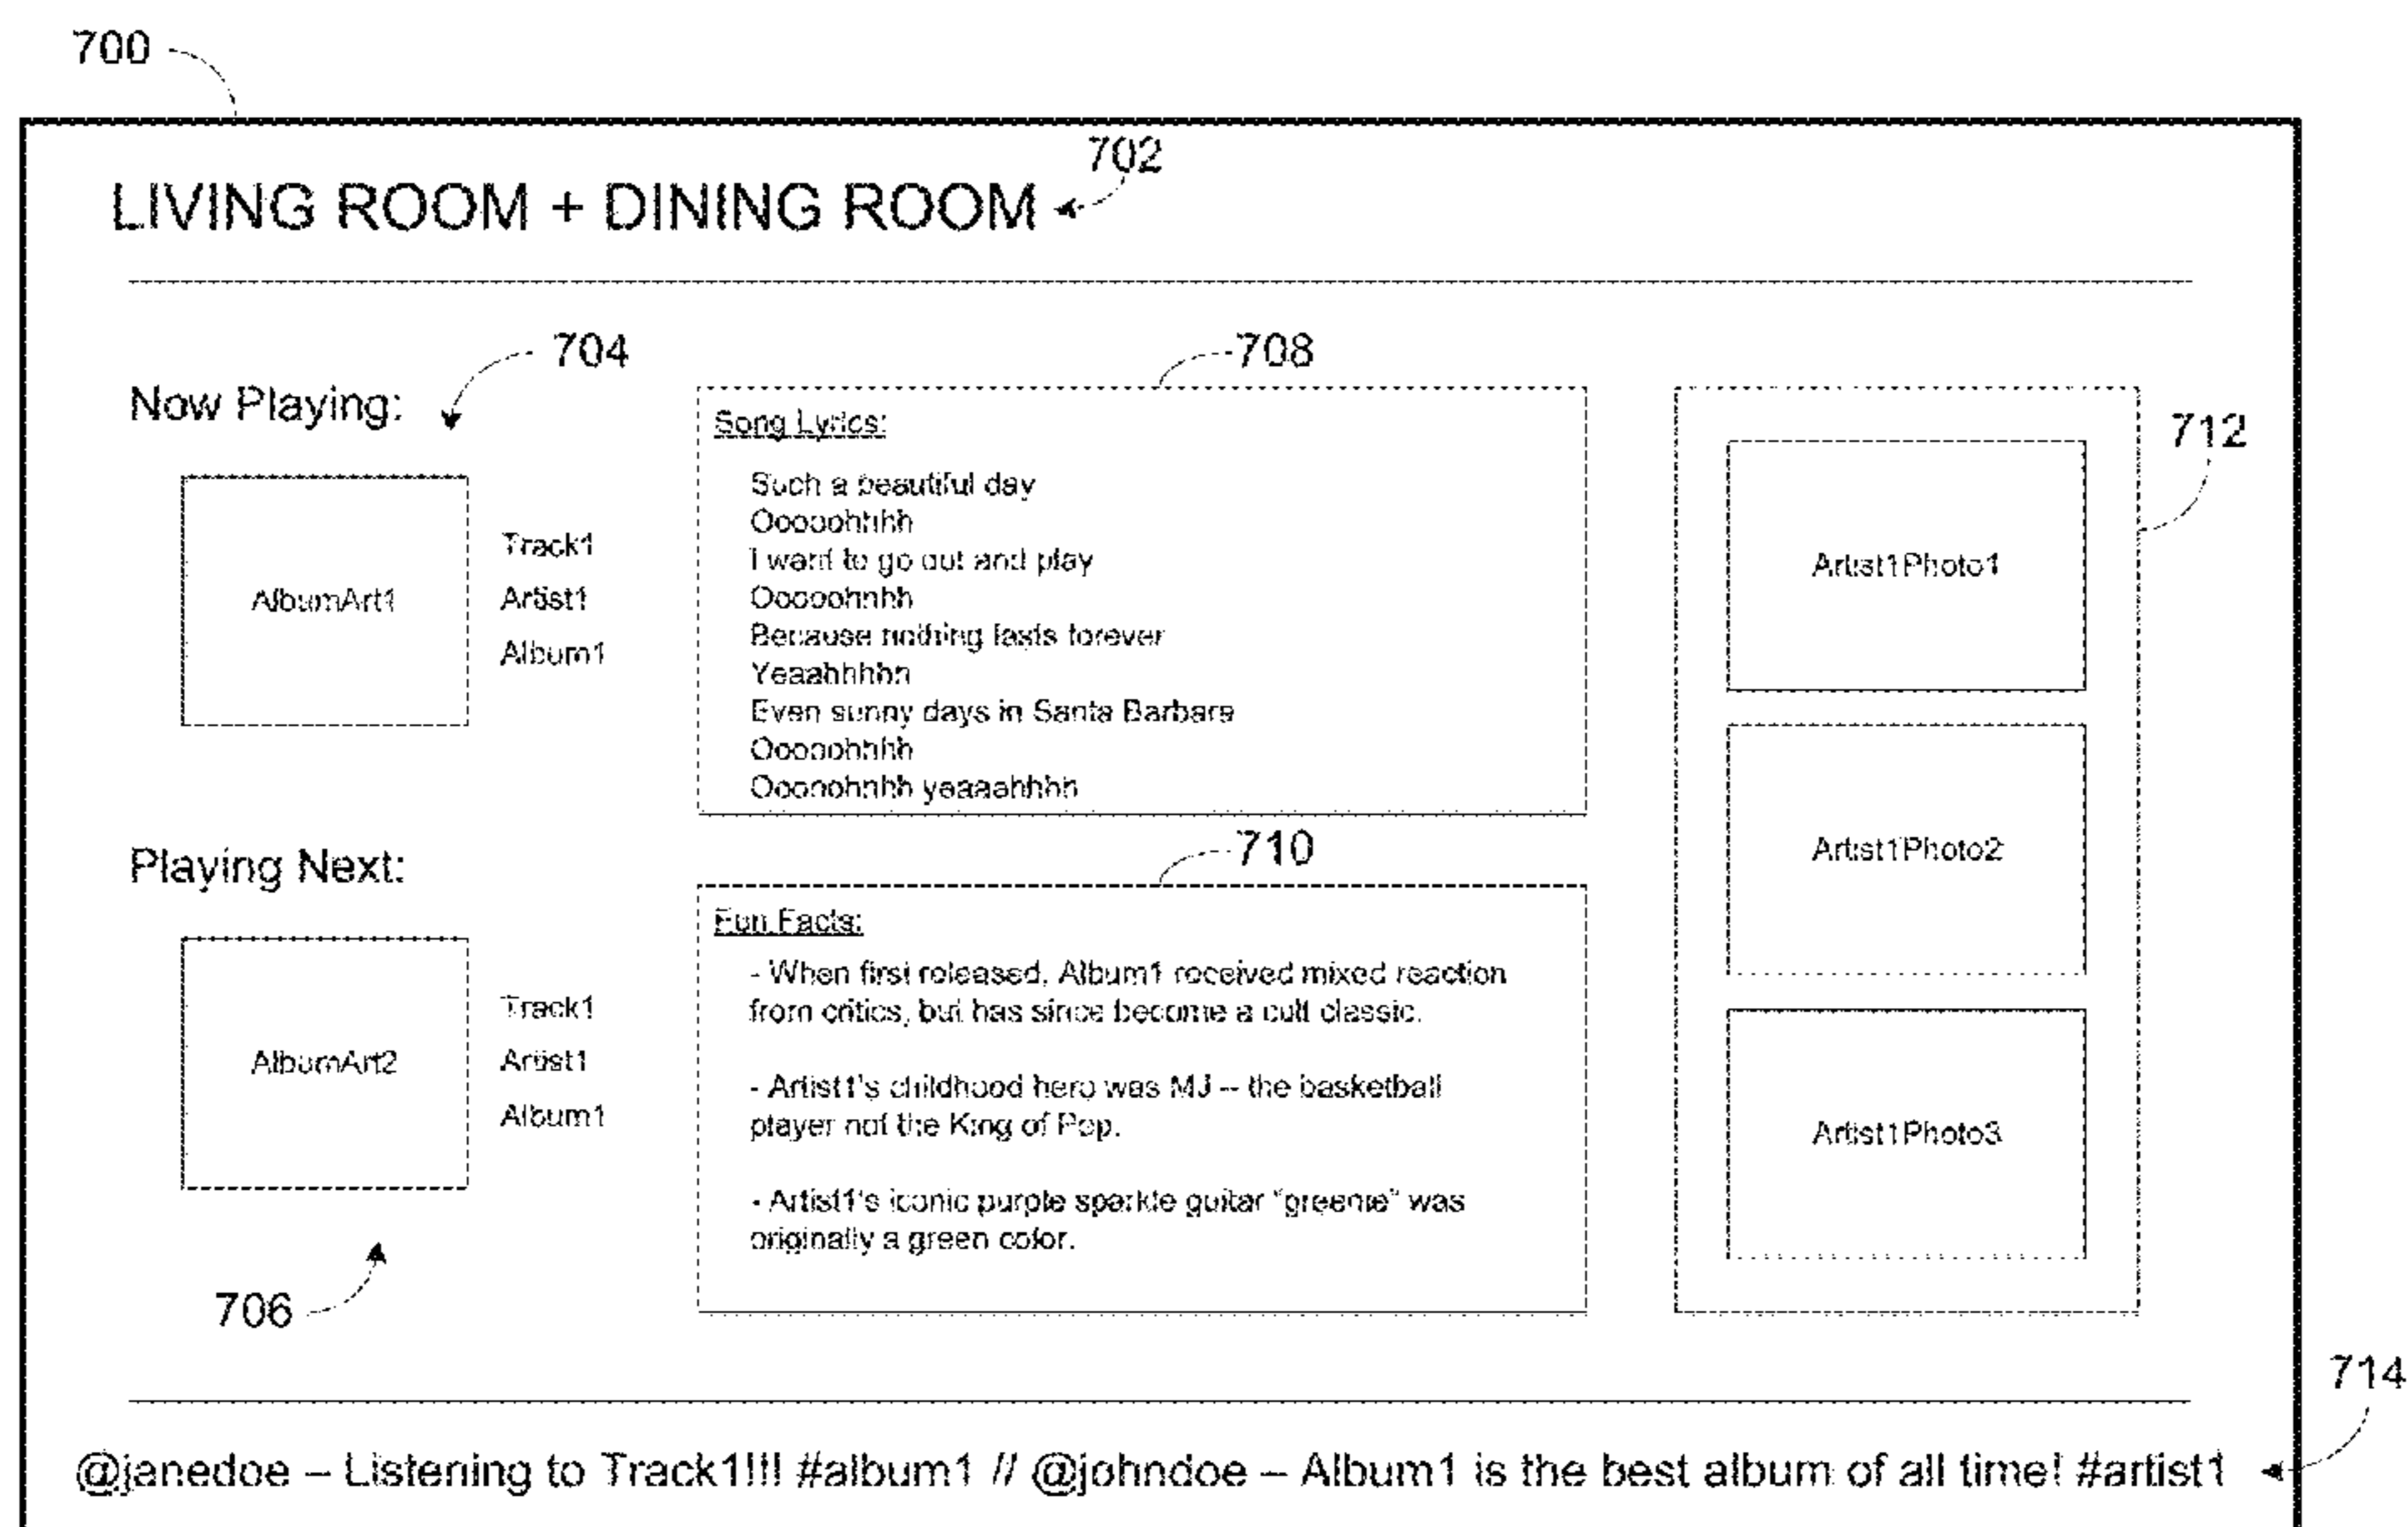 700
702
LIVING ROOM + DINING ROOM
704
Now Playing:
AlbumArt1
Track1
Artist1
Album1
708
Song Lyrics:
Such a beautiful day
Oooooohhhh
I want to go out and play
Oooooohhhh
Because nothing lasts forever
Yeaahhhhh
Even sunny days in Santa Barbara
Oooooohhhh
Oooooohhhh yeaaahhhh
712
Artist1Photo1
Artist1Photo2
Artist1Photo3
Playing Next:
AlbumArt2
Track1
Artist1
Album1
706
710
Fun Facts:
- When first released, Album1 received mixed reaction
from critics, but has since become a cult classic.
- Artist1's childhood hero was MJ -- the basketball
player not the King of Pop.
- Artist1's iconic purple sparkle guitar "greenie" was
originally a green color.
714
@janedoe – Listening to Track1!!! #album1 // @johndoe – Album1 is the best album of all time! #artist1